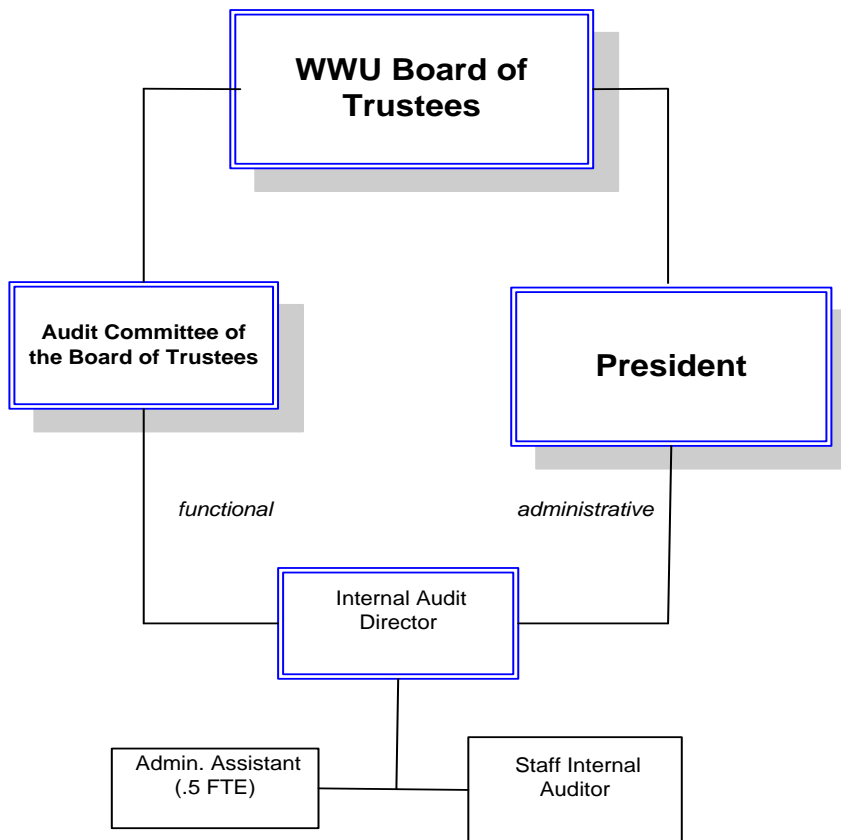 WWU Board of
Trustees
Audit Committee of
the Board of Trustees
President
functional
administrative
Internal Audit
Director
Admin. Assistant
(.5 FTE)
Staff Internal
Auditor